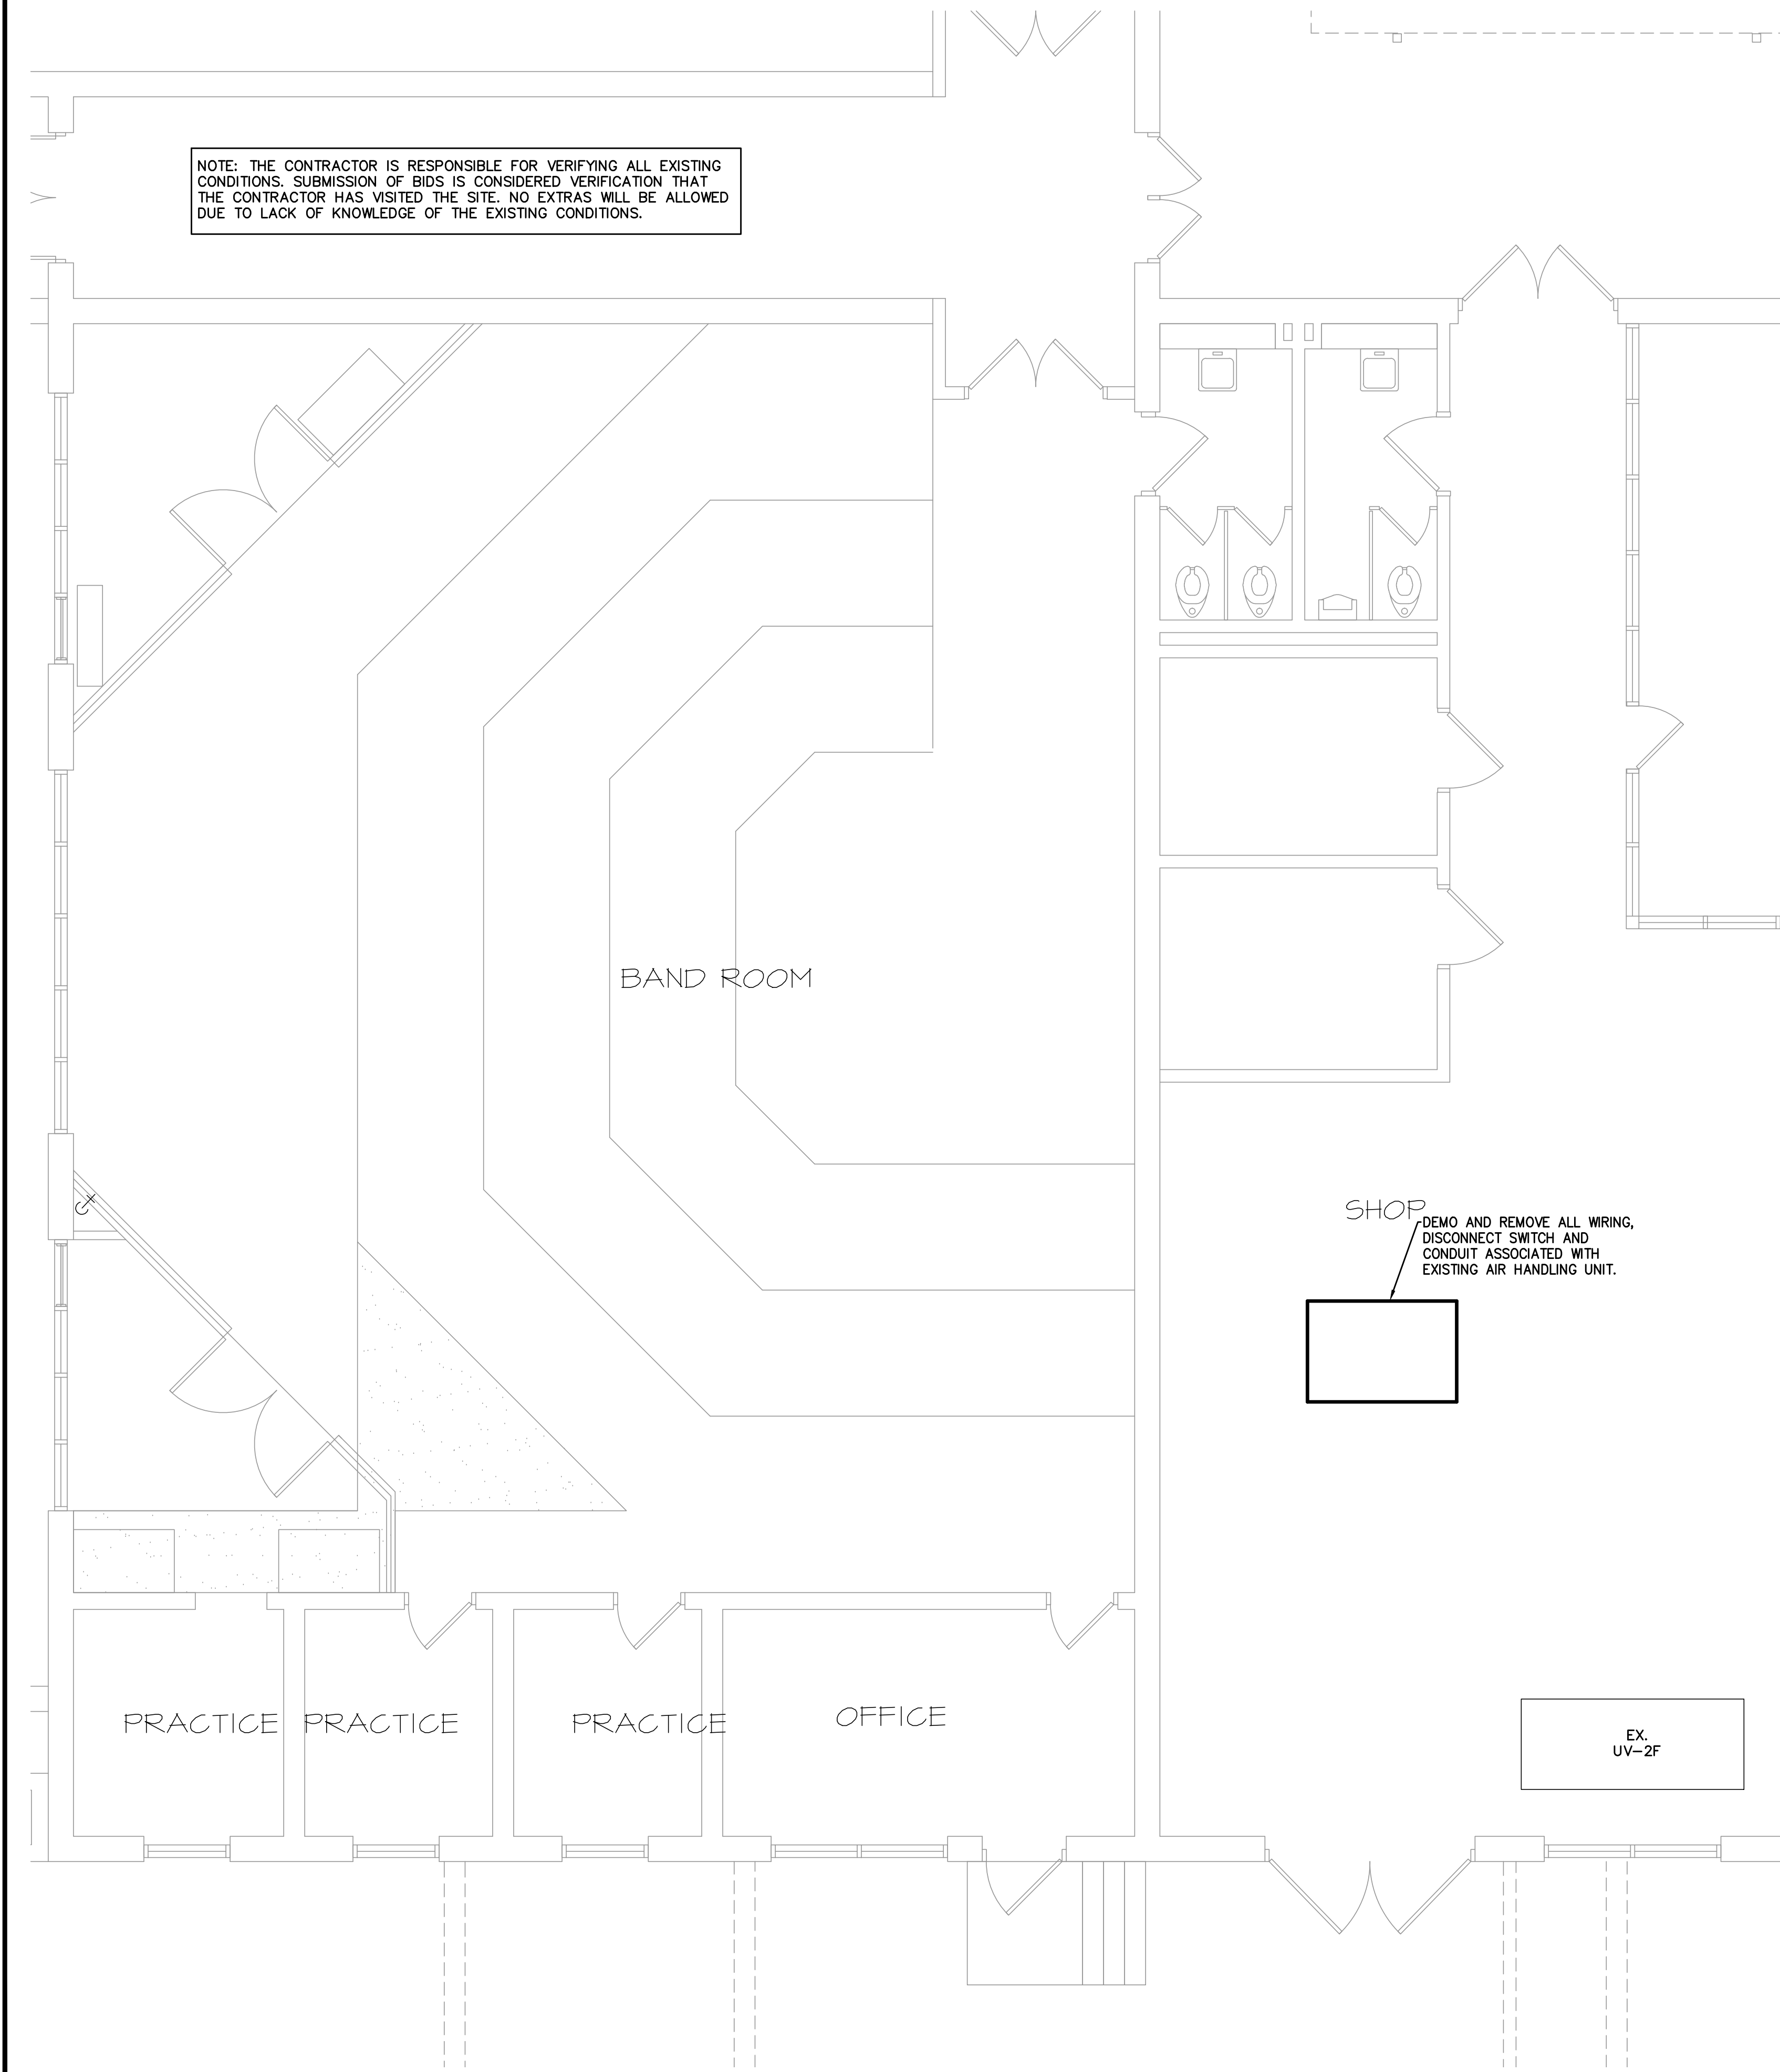 NOTE: THE CONTRACTOR IS RESPONSIBLE FOR VERIFYING ALL EXISTING
CONDITIONS. SUBMISSION OF BIDS IS CONSIDERED VERIFICATION THAT
THE CONTRACTOR HAS VISITED THE SITE. NO EXTRAS WILL BE ALLOWED
DUE TO LACK OF KNOWLEDGE OF THE EXISTING CONDITIONS.
BAND ROOM
SHOP
DEMO AND REMOVE ALL WIRING,
DISCONNECT SWITCH AND
CONDUIT ASSOCIATED WITH
EXISTING AIR HANDLING UNIT.
PRACTICE
PRACTICE
PRACTICE
OFFICE
EX.
UV-2F